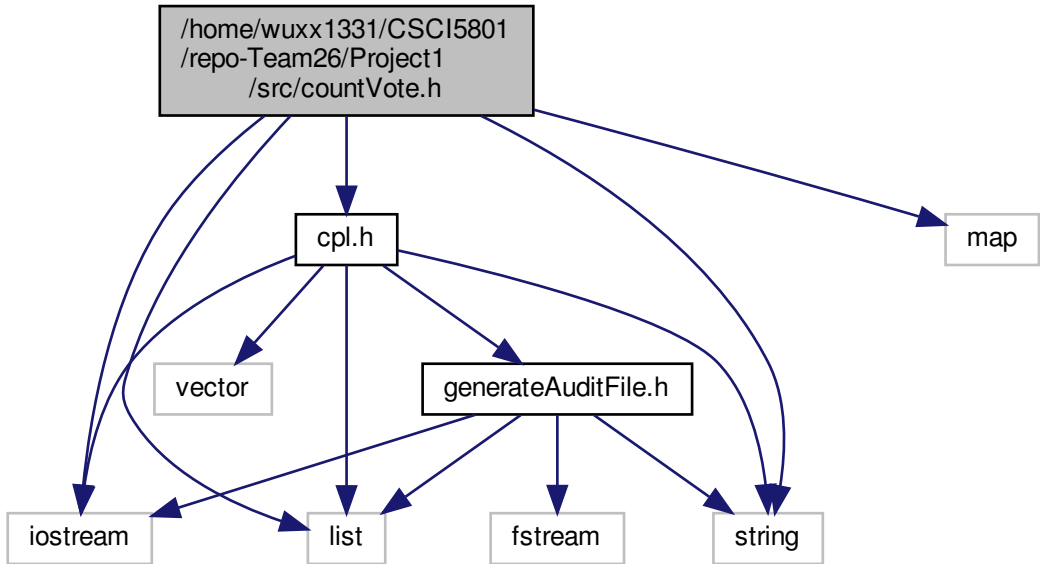 /home/wuxx1331/CSCI5801
/repo-Team26/Project1
/src/countVote.h
cpl.h
map
vector
generateAuditFile.h
iostream
list
fstream
string